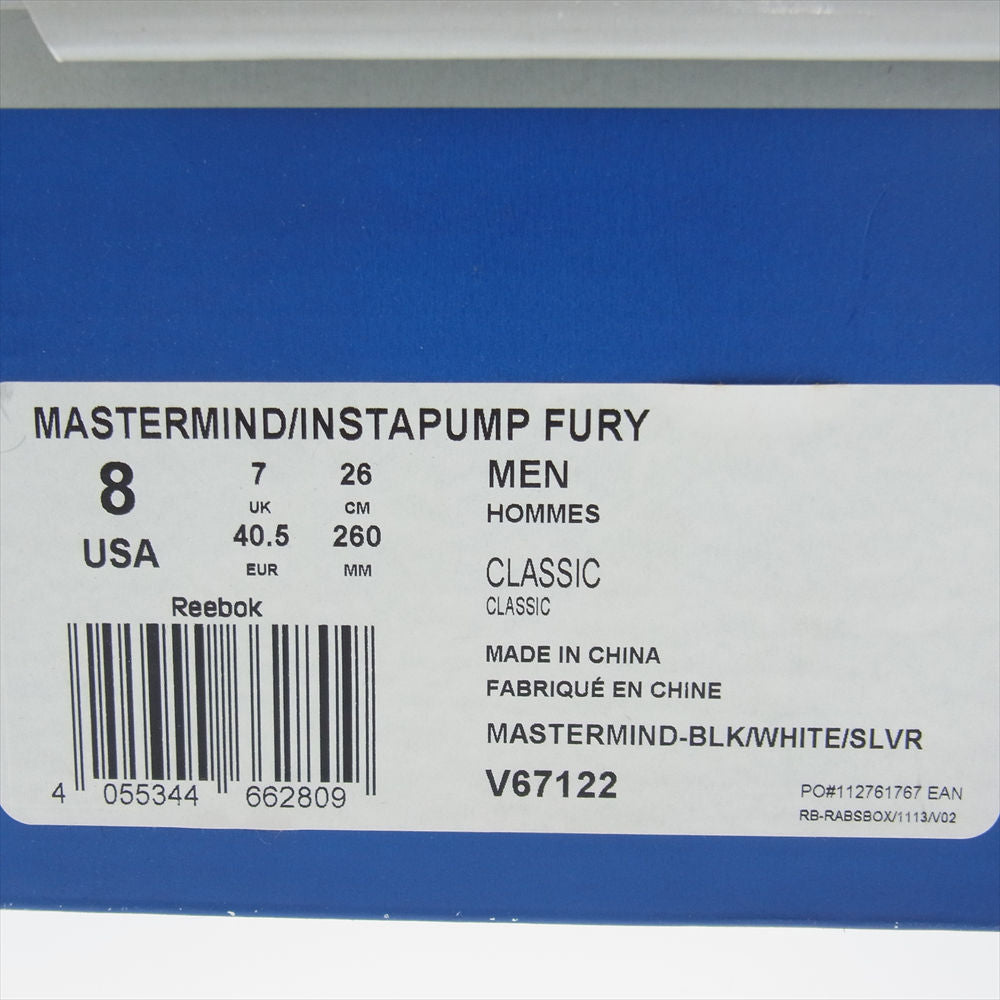 MASTERMIND/INSTAPUMP FURY
8
USA
7
UK
40.5
EUR
26
CM
260
MM
MEN
HOMMES
CLASSIC
CLASSIC
MADE IN CHINA
FABRIQUÉ EN CHINE
MASTERMIND-BLK/WHITE/SLVR
V67122
Reebok
4 055344 662809
PO#112761767 EAN
RB-RABSBOX/1113/V02